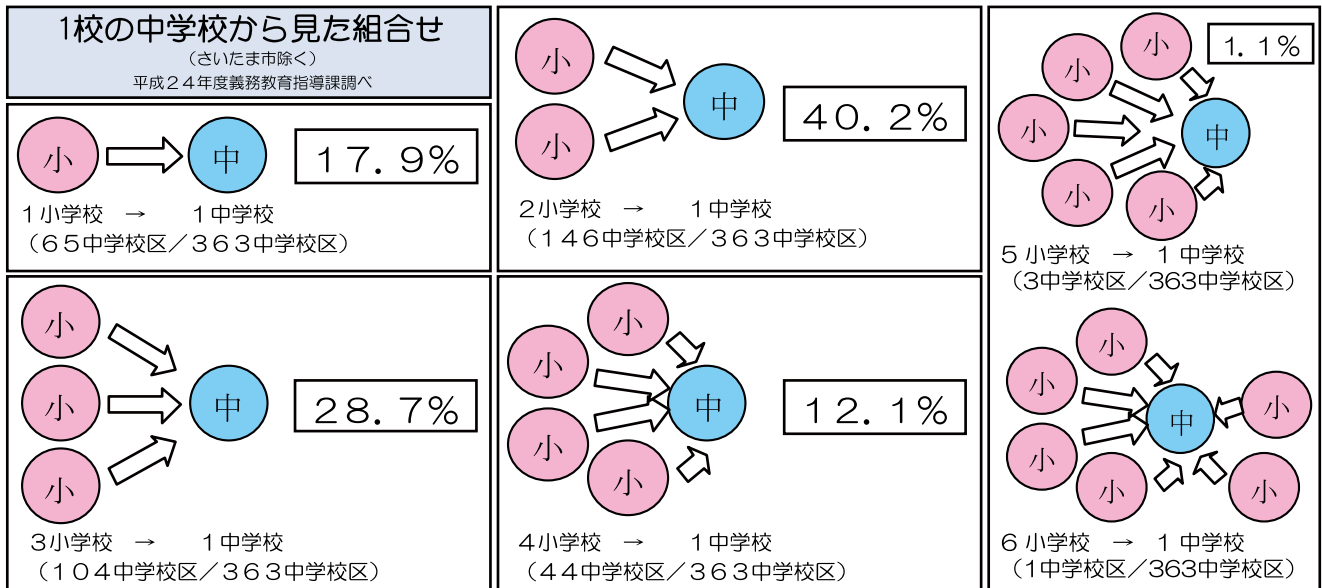 1校の中学校から見た組合せ
（さいたま市除く）
平成２４年度義務教育指導課調べ
小 中 １７．９％
１小学校　→　　１中学校
（６５中学校区／３６３中学校区）
小
小
中
４０．２％
２小学校　→　　１中学校
（１４６中学校区／３６３中学校区）
小
小
小
中
２８．７％
３小学校　→　　１中学校
（１０４中学校区／３６３中学校区）
小
小
小
小
中
１２．１％
４小学校　→　　１中学校
（４４中学校区／３６３中学校区）
小
小
小
小
小
中
１．１％
５ 小学校　→　１ 中学校
（3中学校区／363中学校区）
小
小
小
小
小
小
中
６ 小学校　→　１ 中学校
（1中学校区／363中学校区）